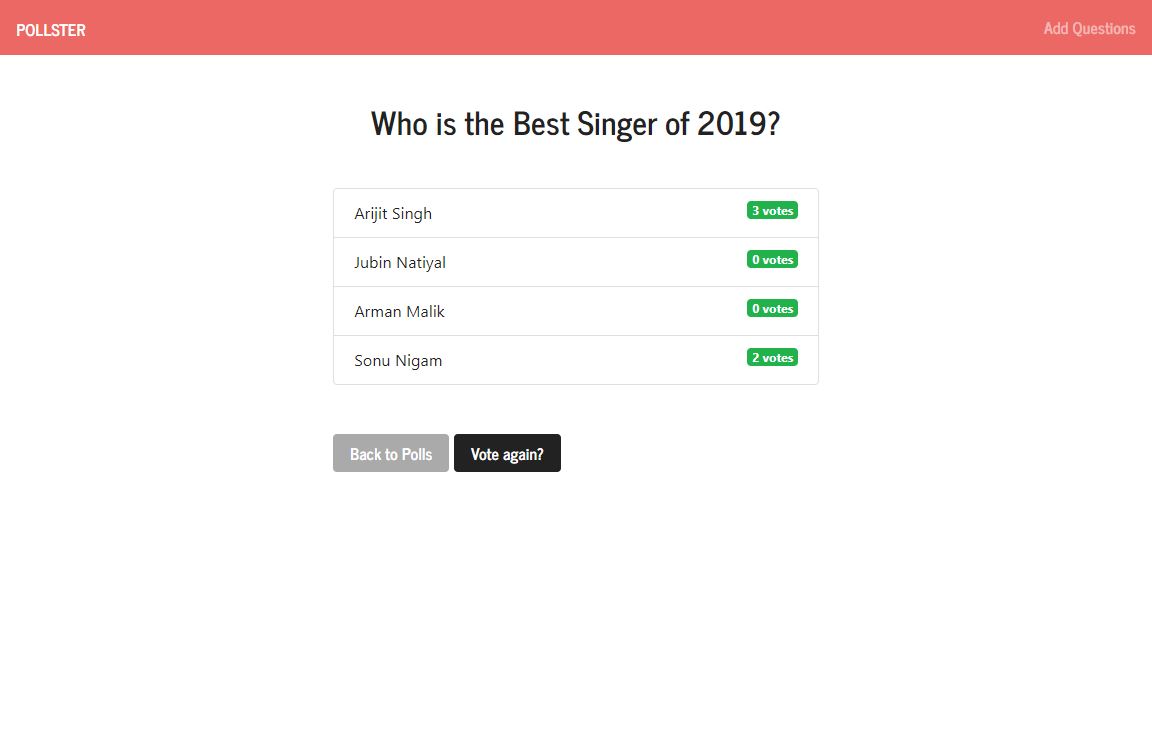 POLLSTER Add Questions
Who is the Best Singer of 2019?
Arijit Singh 3 votes
Jubin Natiyal 0 votes
Arman Malik 0 votes
Sonu Nigam 2 votes
Back to Polls Vote again?